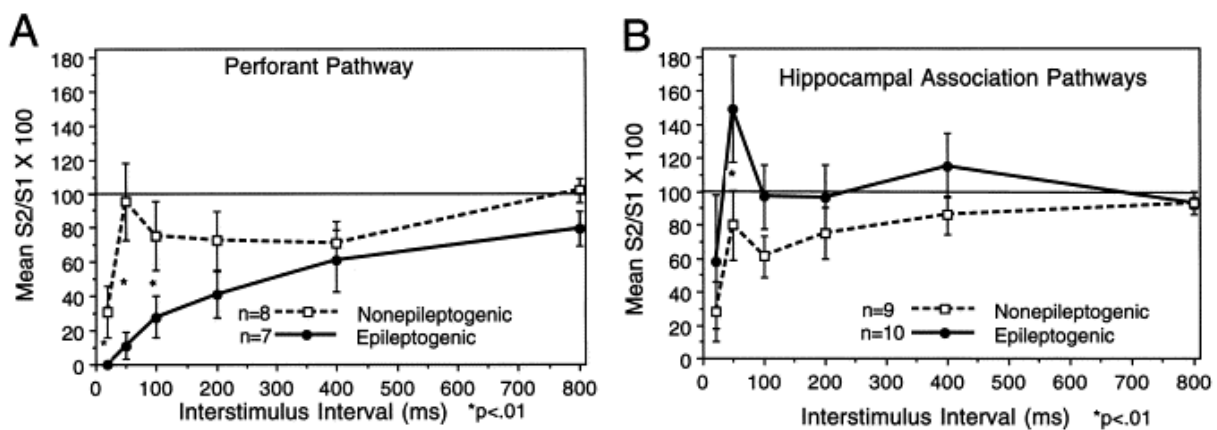 A
Perforant Pathway
Mean S2/S1 X 100
180
160
140
120
100
80
60
40
20
0
*
*
*
n=8 Nonepileptogenic
n=7 Epileptogenic
0 100 200 300 400 500 600 700 800
Interstimulus Interval (ms) *p<.01
B
Hippocampal Association Pathways
Mean S2/S1 X 100
180
160
140
120
100
80
60
40
20
0
*
n=9 Nonepileptogenic
n=10 Epileptogenic
0 100 200 300 400 500 600 700 800
Interstimulus Interval (ms) *p<.01